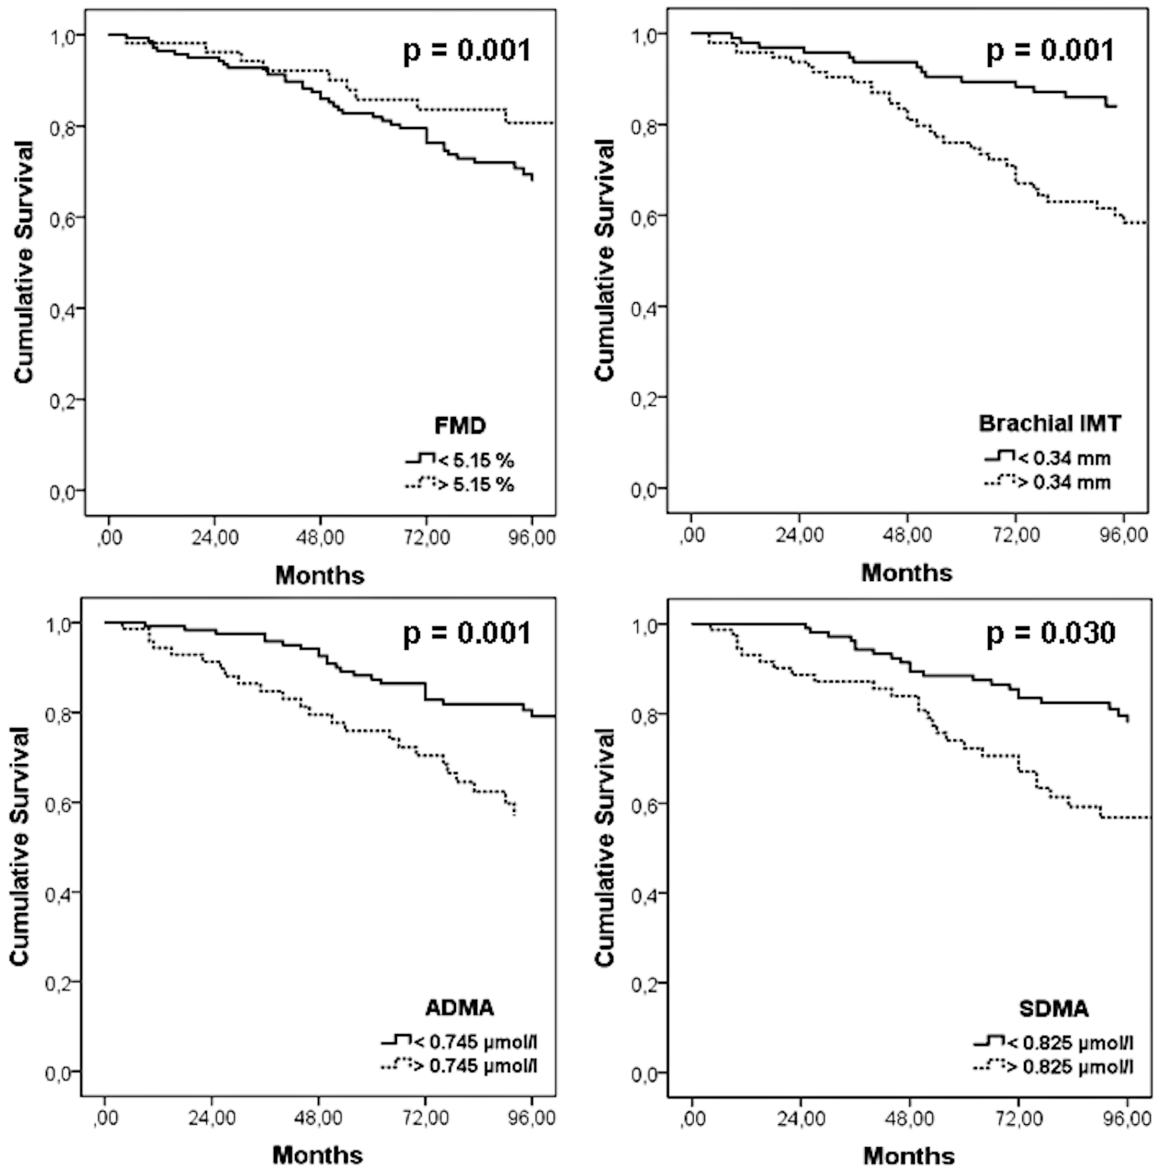 p = 0.001
1,0
0,8
0,6
0,4
0,2
0,0
Cumulative Survival
FMD
< 5.15 %
> 5.15 %
,00 24,00 48,00 72,00 96,00
Months
p = 0.001
1,0
0,8
0,6
0,4
0,2
0,0
Cumulative Survival
Brachial IMT
< 0.34 mm
> 0.34 mm
,00 24,00 48,00 72,00 96,00
Months
p = 0.001
1,0
0,8
0,6
0,4
0,2
0,0
Cumulative Survival
ADMA
< 0.745 µmol/l
> 0.745 µmol/l
,00 24,00 48,00 72,00 96,00
Months
p = 0.030
1,0
0,8
0,6
0,4
0,2
0,0
Cumulative Survival
SDMA
< 0.825 µmol/l
> 0.825 µmol/l
,00 24,00 48,00 72,00 96,00
Months